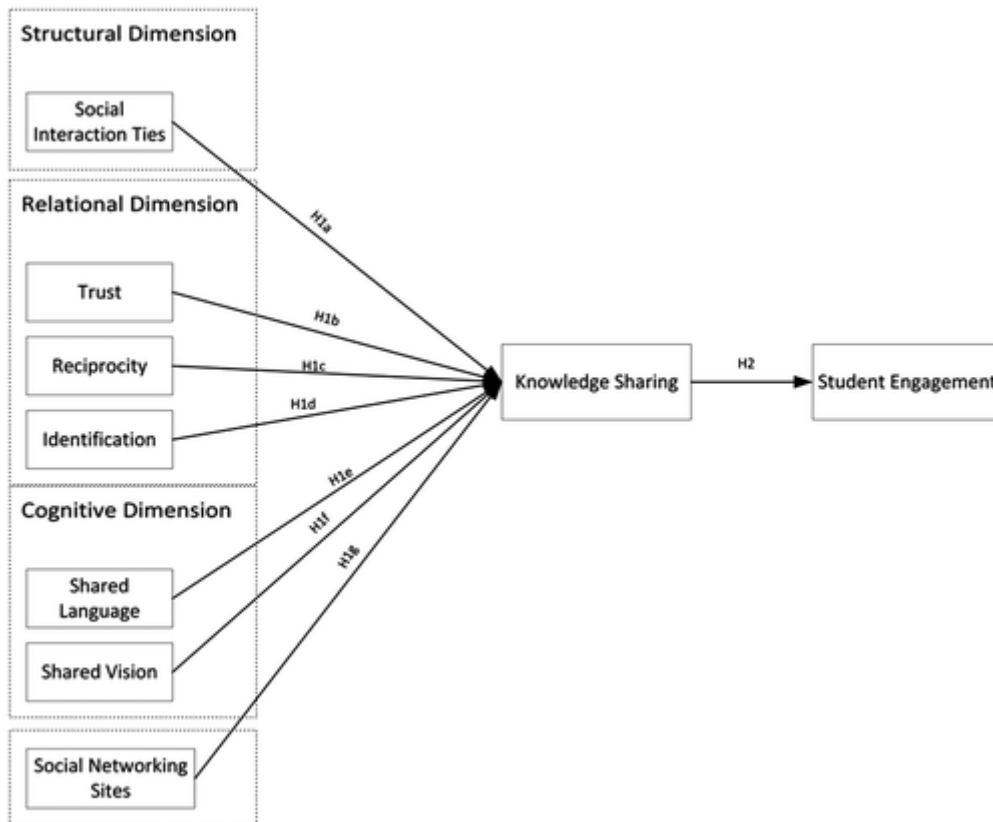 Structural Dimension
Social
Interaction Ties
Relational Dimension
H1a
Trust
H1b
Reciprocity
H1c
Knowledge Sharing
H2
Student Engagement
Identification
H1d
Cognitive Dimension
H1e
H1f
H1g
Shared
Language
Shared Vision
Social Networking
Sites